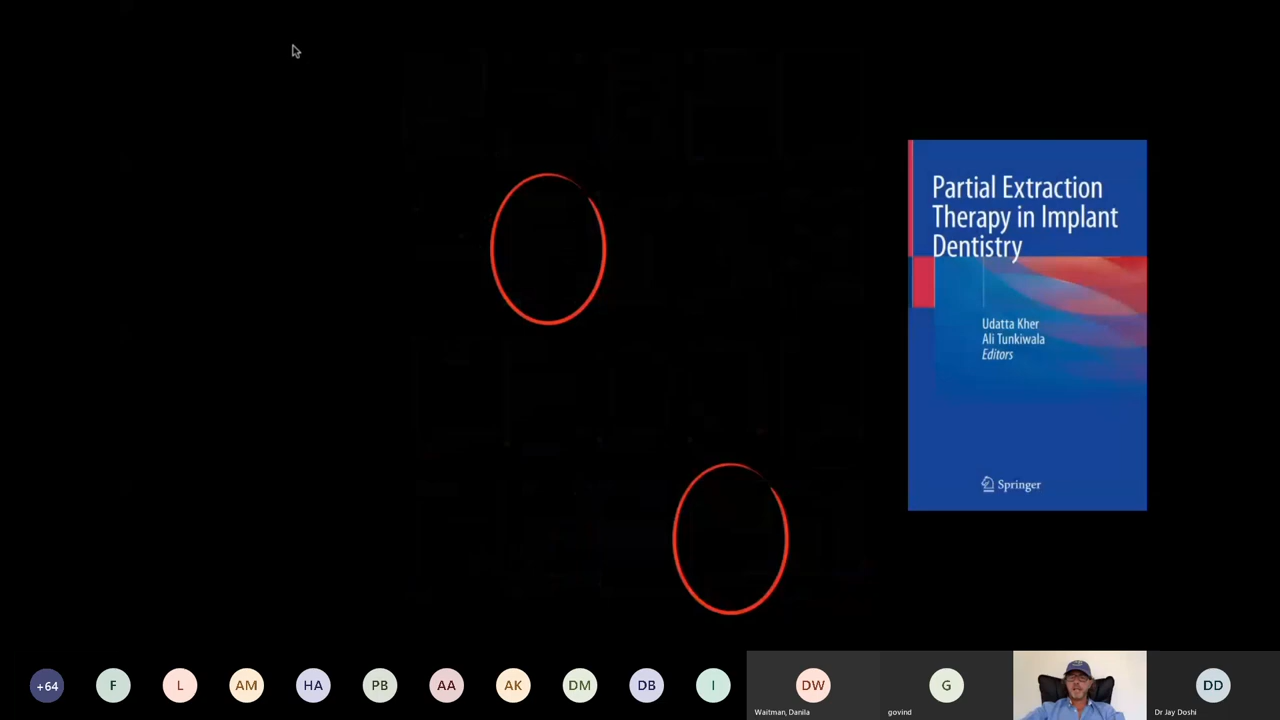 Partial Extraction
Therapy in Implant
Dentistry
Udatta Kher
Ali Tunkiwala
Editors
Springer
+64
F
L
AM
HA
PB
AA
AK
DM
DB
I
DW
G
DD
Waitman, Danila
govind
Dr Jay Doshi